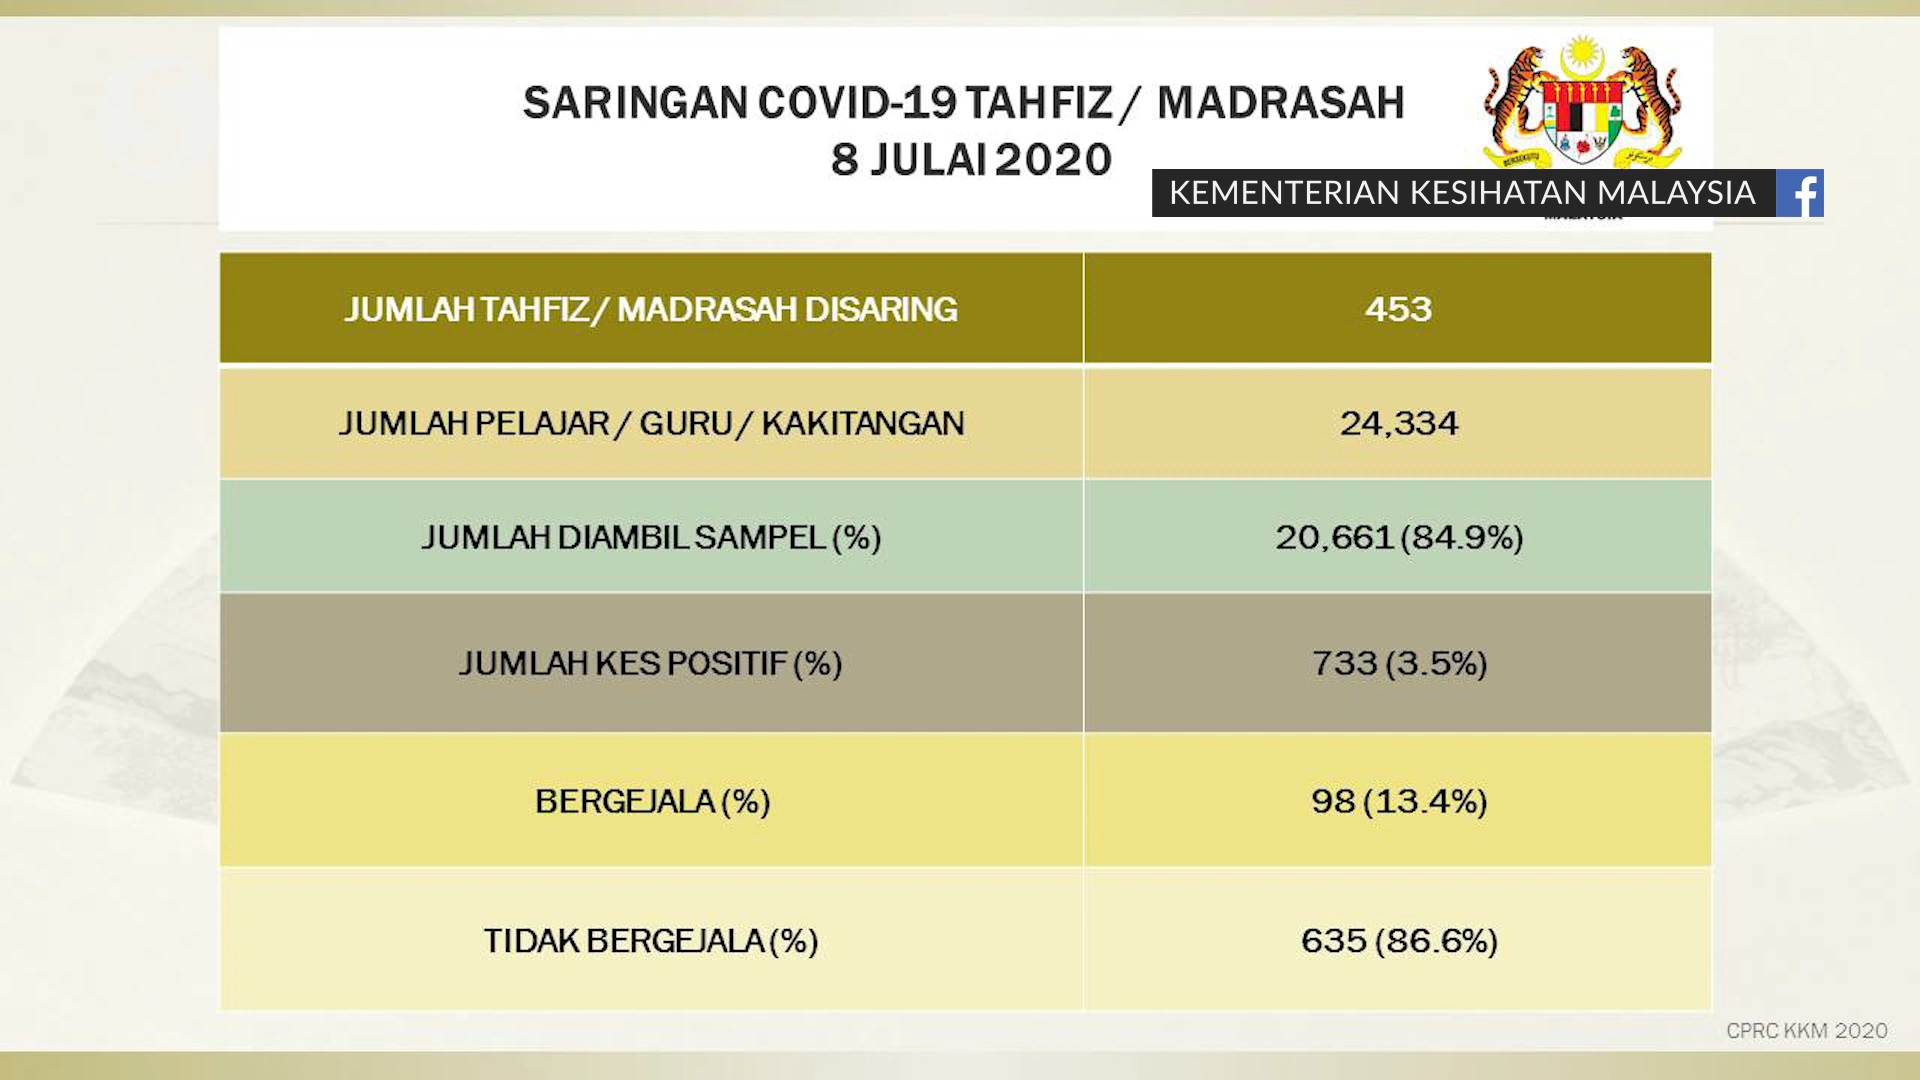 SARINGAN COVID-19 TAHFIZ / MADRASAH
8 JULAI 2020
KEMENTERIAN KESIHATAN MALAYSIA
JUMLAH TAHFIZ/ MADRASAH DISARING 453
JUMLAH PELAJAR / GURU / KAKITANGAN 24,334
JUMLAH DIAMBIL SAMPEL (%) 20,661 (84.9%)
JUMLAH KES POSITIF (%) 733 (3.5%)
BERGEJALA (%) 98 (13.4%)
TIDAK BERGEJALA (%) 635 (86.6%)
CPRC KKM 2020